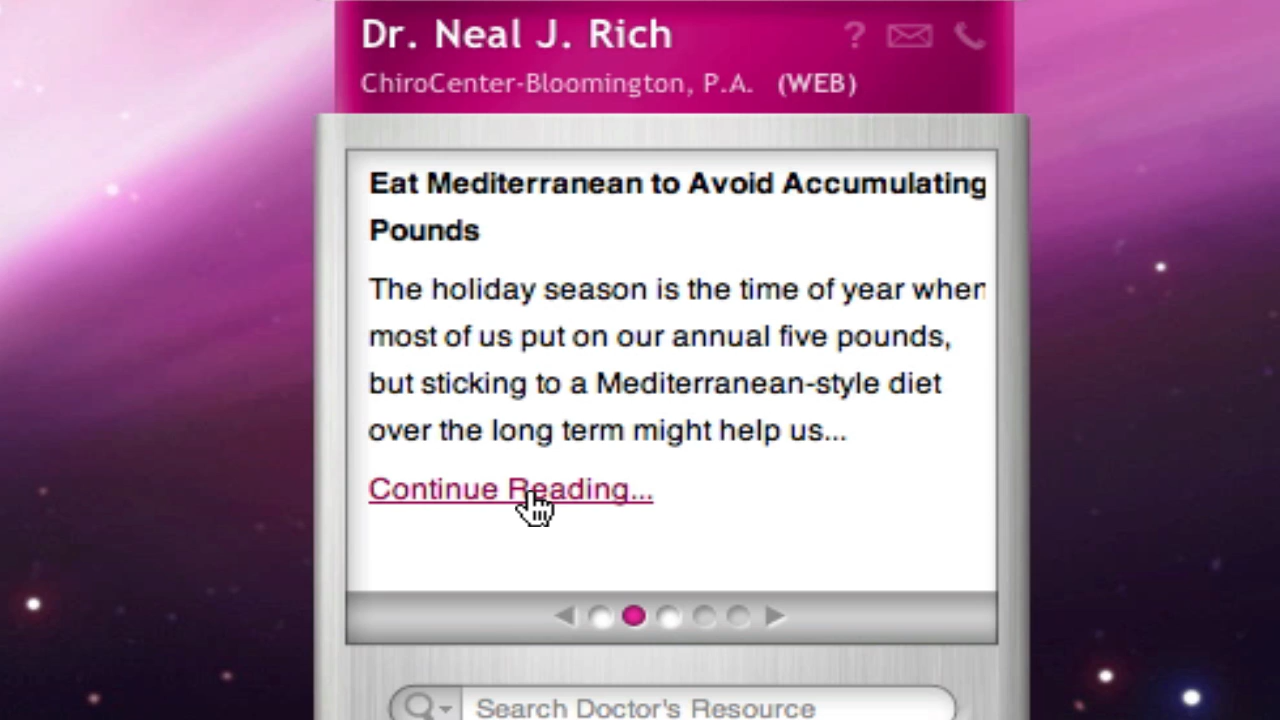 Dr. Neal J. Rich
ChiroCenter-Bloomington, P.A. (WEB)
Eat Mediterranean to Avoid Accumulating
Pounds
The holiday season is the time of year when
most of us put on our annual five pounds,
but sticking to a Mediterranean-style diet
over the long term might help us...
Continue Reading...
Search Doctor's Resource